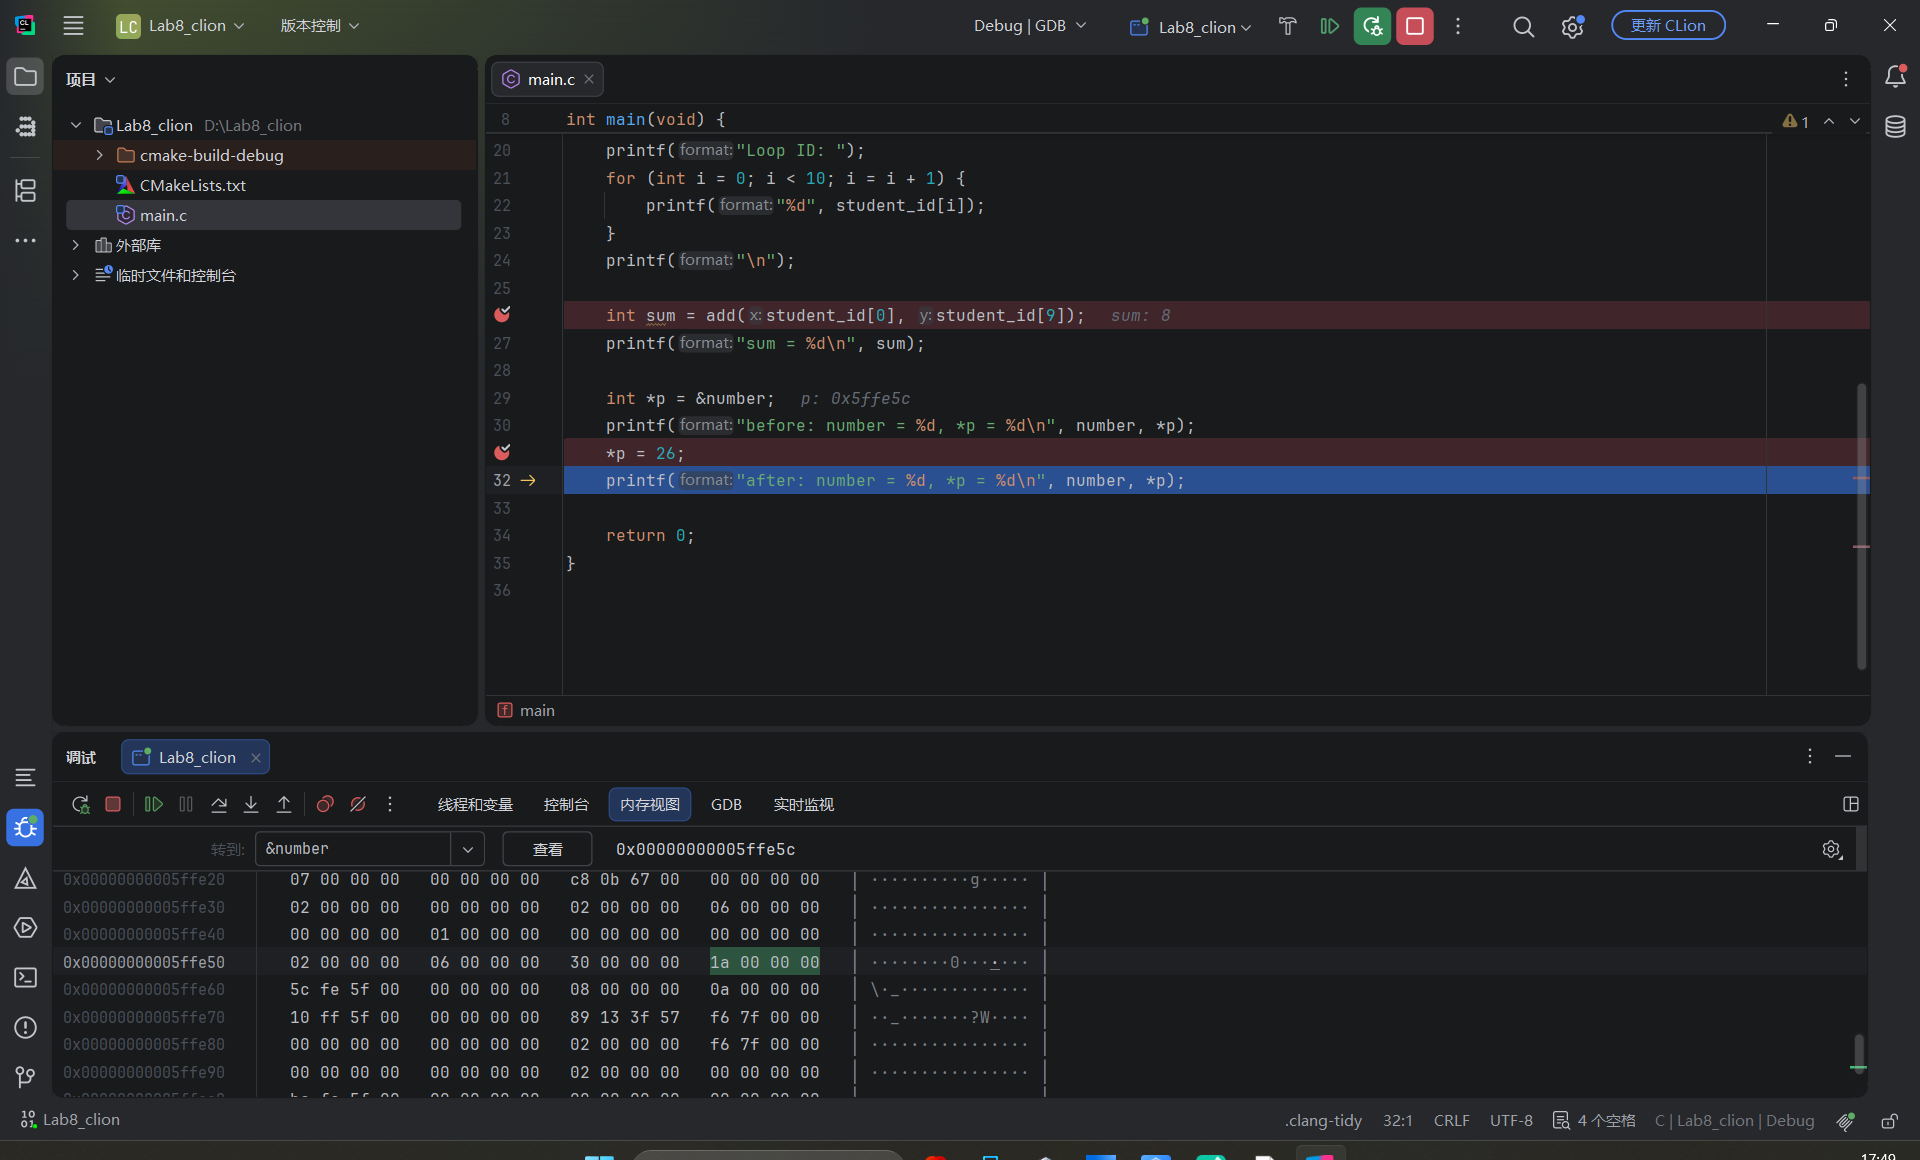 LC Lab8_clion 版本控制 Debug | GDB Lab8_clion 更新 CLion
项目
Lab8_clion D:\Lab8_clion
cmake-build-debug
CMakeLists.txt
main.c
外部库
临时文件和控制台
main.c
8 int main(void) { 1
20 printf(format:"Loop ID: ");
21 for (int i = 0; i < 10; i = i + 1) {
22 printf(format:"%d", student_id[i]);
23 }
24 printf(format:"\n");
25
int sum = add(x:student_id[0], y:student_id[9]); sum: 8
27 printf(format:"sum = %d\n", sum);
28
29 int *p = &number; p: 0x5ffe5c
30 printf(format:"before: number = %d, *p = %d\n", number, *p);
*p = 26;
32 printf(format:"after: number = %d, *p = %d\n", number, *p);
33
34 return 0;
35 }
36
main
调试 Lab8_clion
线程和变量 控制台 内存视图 GDB 实时监视
转到: &number 查看 0x00000000005ffe5c
0x00000000005ffe20 07 00 00 00 00 00 00 00 c8 0b 67 00 00 00 00 00 | ··········g····· |
0x00000000005ffe30 02 00 00 00 00 00 00 00 02 00 00 00 06 00 00 00 | ················ |
0x00000000005ffe40 00 00 00 00 01 00 00 00 00 00 00 00 00 00 00 00 | ················ |
0x00000000005ffe50 02 00 00 00 06 00 00 00 30 00 00 00 1a 00 00 00 | ········0···_··· |
0x00000000005ffe60 5c fe 5f 00 00 00 00 00 08 00 00 00 0a 00 00 00 | \·_············· |
0x00000000005ffe70 10 ff 5f 00 00 00 00 00 89 13 3f 57 f6 7f 00 00 | ··_·······?W···· |
0x00000000005ffe80 00 00 00 00 00 00 00 00 02 00 00 00 f6 7f 00 00 | ················ |
0x00000000005ffe90 00 00 00 00 00 00 00 00 02 00 00 00 00 00 00 00 | ················ |
Lab8_clion .clang-tidy 32:1 CRLF UTF-8 4 个空格 C | Lab8_clion | Debug
17:49